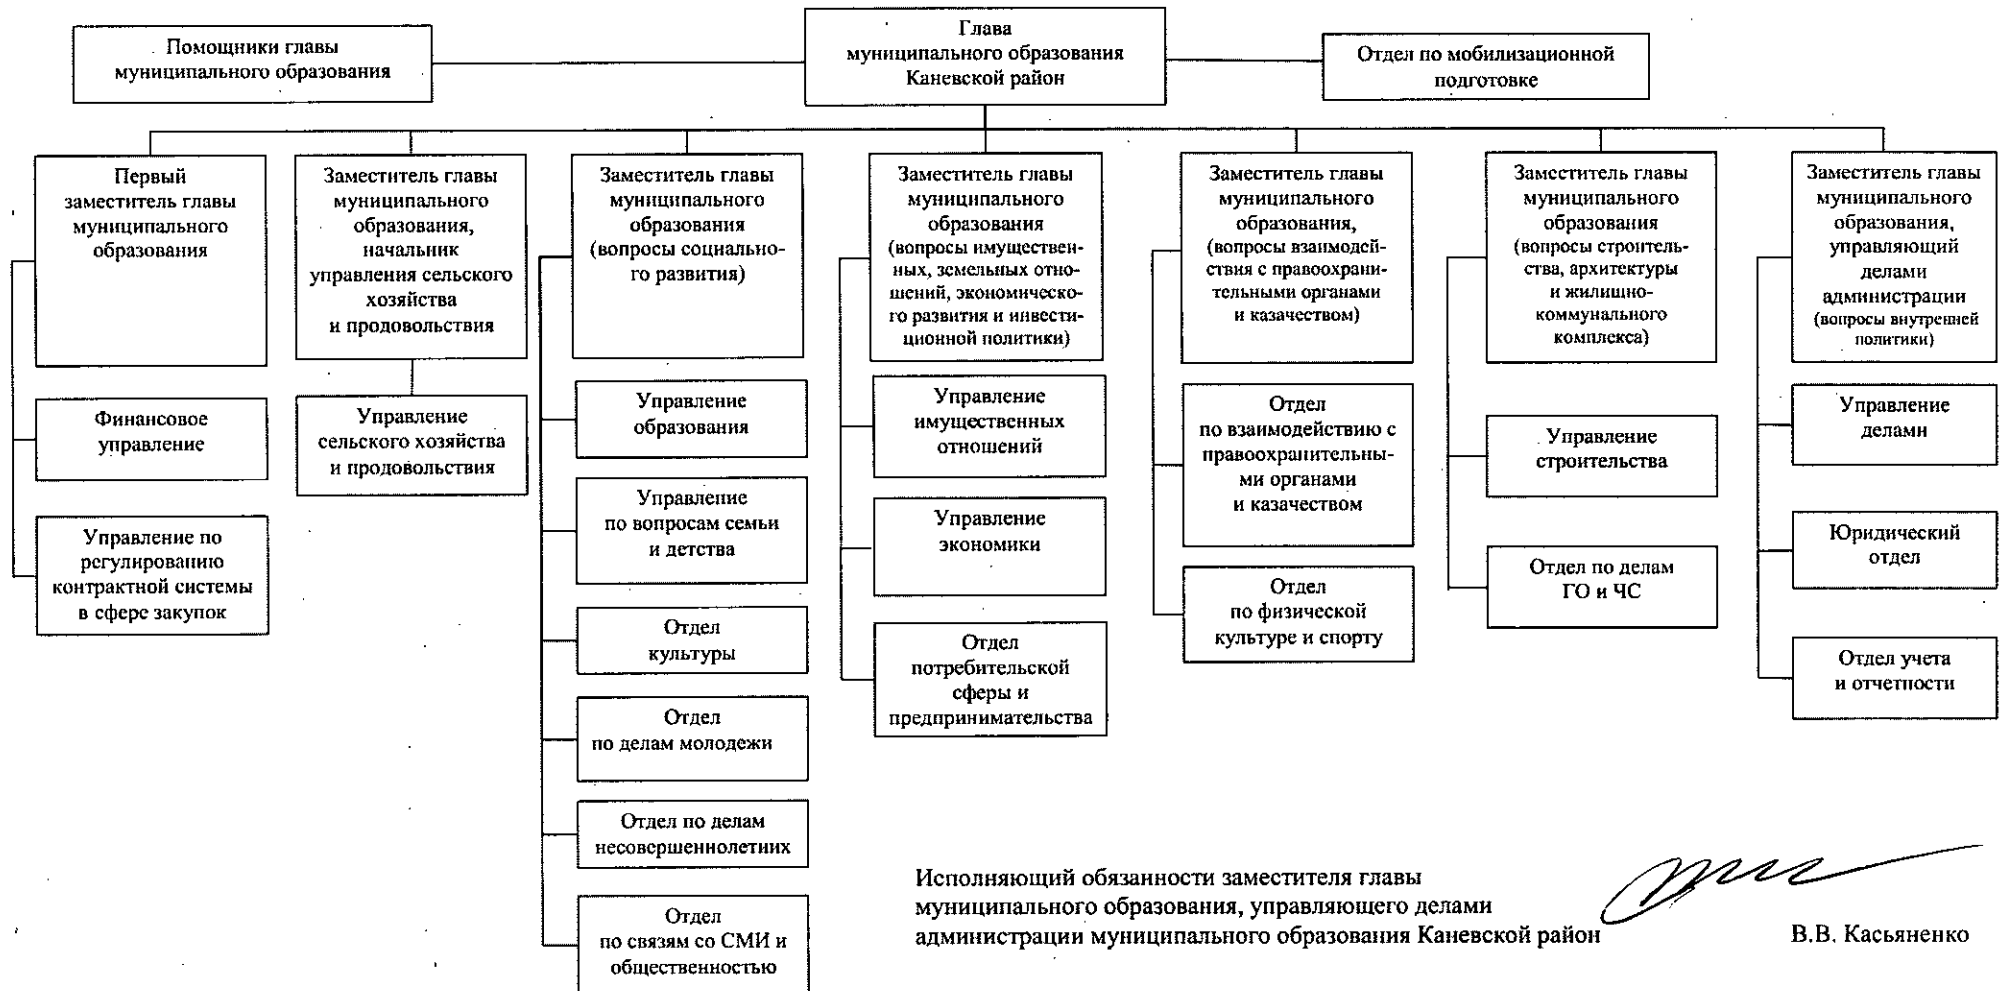 Помощники главы
муниципального образования
Глава
муниципального образования
Каневской район
Отдел по мобилизационной
подготовке
Первый
заместитель главы
муниципального
образования
Заместитель главы
муниципального
образования,
начальник
управления сельского
хозяйства
и продовольствия
Заместитель главы
муниципального
образования
(вопросы социально-
го развития)
Заместитель главы
муниципального
образования
(вопросы имуществен-
ных, земельных отно-
шений, экономическо-
го развития и инвести-
ционной политики)
Заместитель главы
муниципального
образования,
(вопросы взаимодей-
ствия с правоохрани-
тельными органами
и казачеством)
Заместитель главы
муниципального
образования
(вопросы строитель-
ства, архитектуры
и жилищно-
коммунального
комплекса)
Заместитель главы
муниципального
образования,
управляющий
делами
администрации
(вопросы внутренней
политики)
Финансовое
управление
Управление по
регулированию
контрактной системы
в сфере закупок
Управление
сельского хозяйства
и продовольствия
Управление
образования
Управление
по вопросам семьи
и детства
Отдел
культуры
Отдел
по делам молодежи
Отдел по делам
несовершеннолетних
Отдел
по связям со СМИ и
общественностью
Управление
имущественных
отношений
Управление
экономики
Отдел
потребительской
сферы и
предпринимательства
Отдел
по взаимодействию с
правоохранительны-
ми органами
и казачеством
Отдел
по физической
культуре и спорту
Управление
строительства
Отдел по делам
ГО и ЧС
Управление
делами
Юридический
отдел
Отдел учета
и отчетности
Исполняющий обязанности заместителя главы
муниципального образования, управляющего делами
администрации муниципального образования Каневской район
В.В. Касьяненко